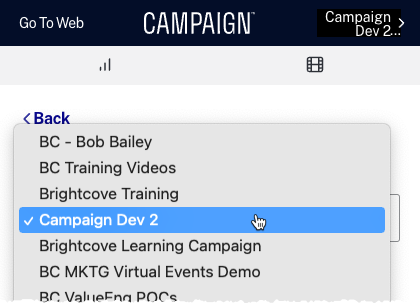 Go To Web
CAMPAIGN
Campaign
Dev 2...
Back
BC - Bob Bailey
BC Training Videos
Brightcove Training
Campaign Dev 2
Brightcove Learning Campaign
BC MKTG Virtual Events Demo
BC ValueEng POCs